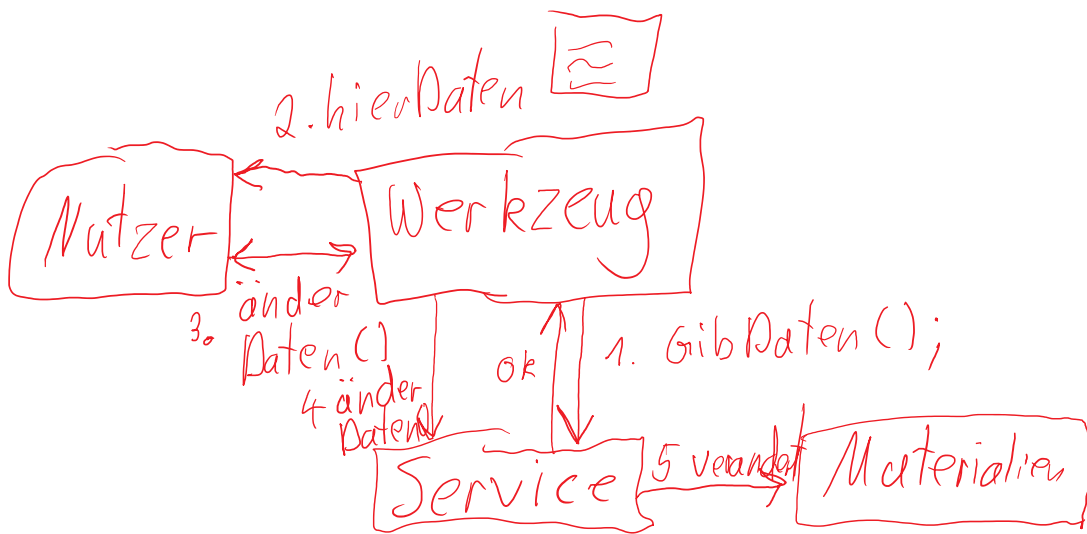 2. hierDaten
Nutzer
Werkzeug
3. änder
Daten()
ok
1. GibDaten();
4 änder
Daten()
Service
5 verändert
Materialien